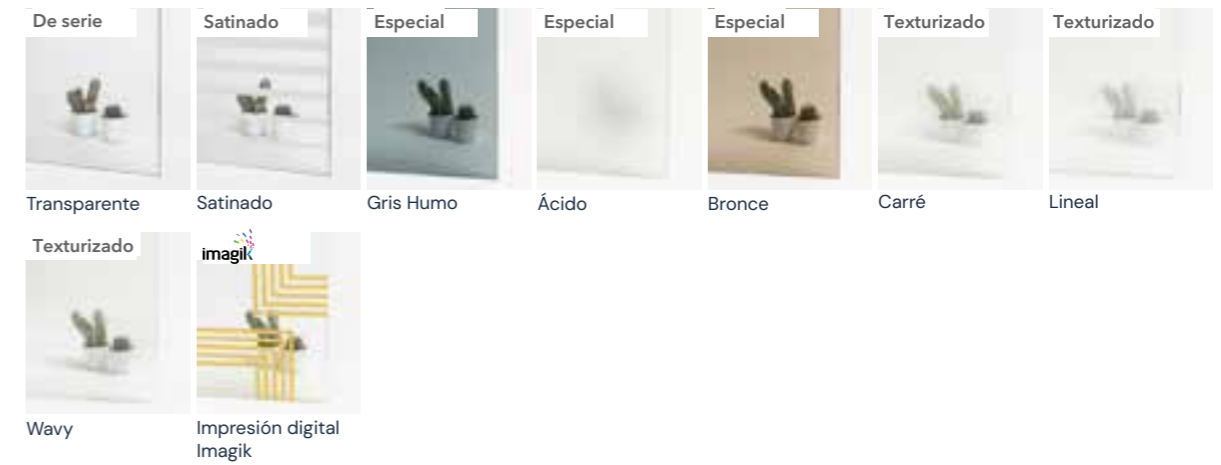 De serie
Satinado
Especial
Especial
Especial
Texturizado
Texturizado
Transparente
Satinado
Gris Humo
Ácido
Bronce
Carré
Lineal
Texturizado
imagik
Wavy
Impresión digital
Imagik